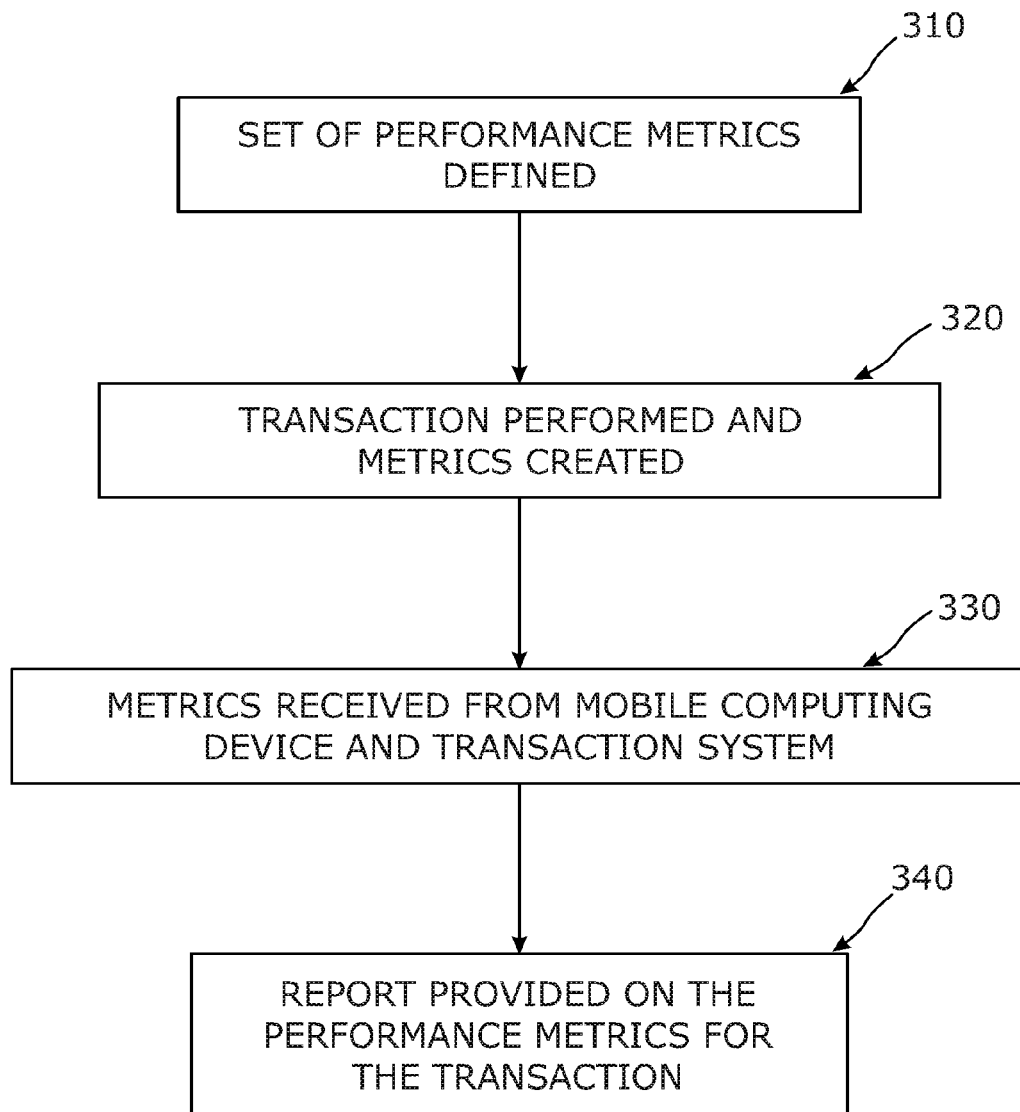 310
SET OF PERFORMANCE METRICS
DEFINED
320
TRANSACTION PERFORMED AND
METRICS CREATED
330
METRICS RECEIVED FROM MOBILE COMPUTING
DEVICE AND TRANSACTION SYSTEM
340
REPORT PROVIDED ON THE
PERFORMANCE METRICS FOR
THE TRANSACTION